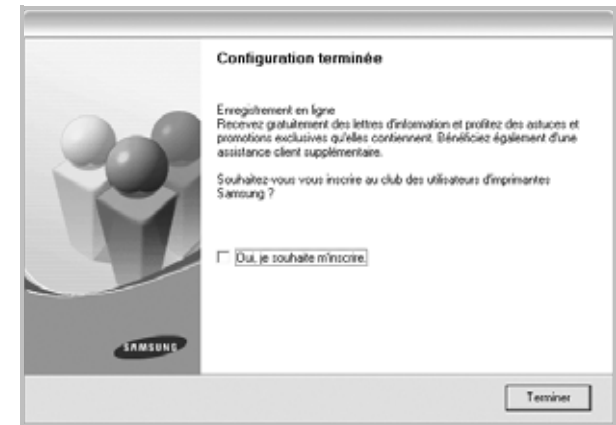 Configuration terminée
Enregistrement en ligne
Recevez gratuitement des lettres d'information et profitez des astuces et
promotions exclusives qu'elles contiennent. Bénéficiez également d'une
assistance client supplémentaire.
Souhaitez-vous vous inscrire au club des utilisateurs d'imprimantes
Samsung ?
Oui, je souhaite m'inscrire.
SAMSUNG
Terminer